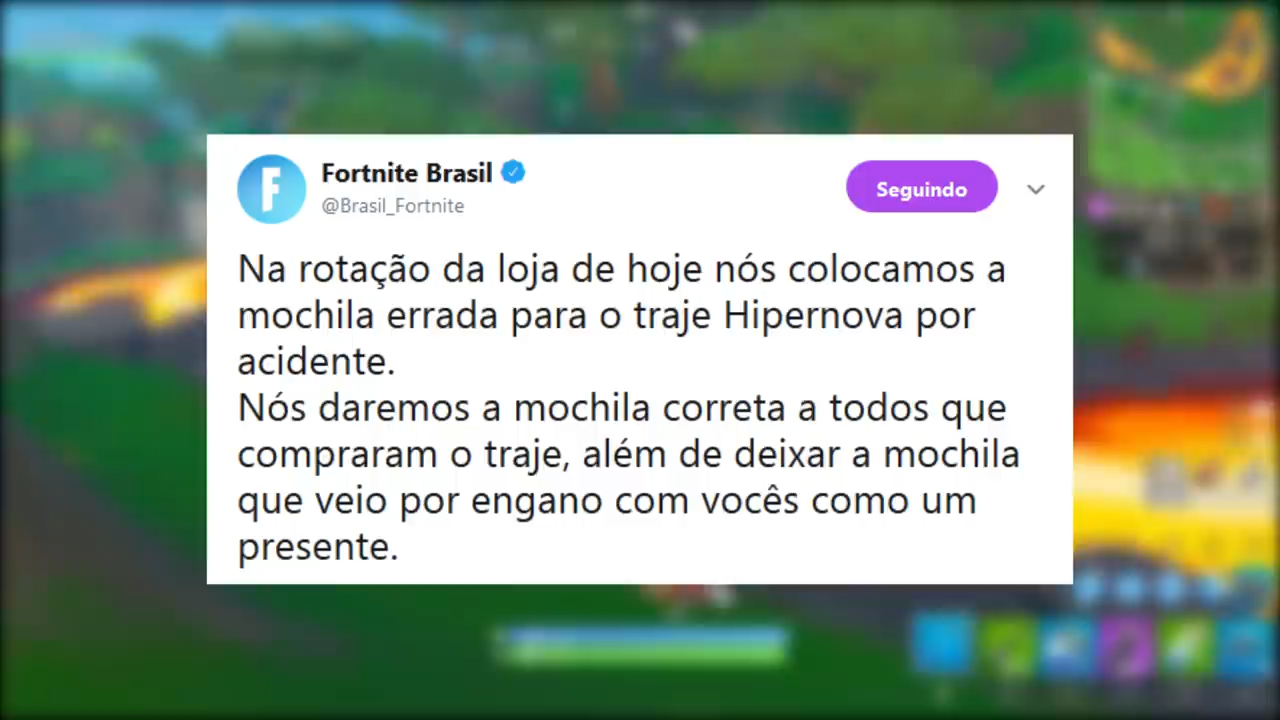 Fortnite Brasil
@Brasil_Fortnite
Seguindo
Na rotação da loja de hoje nós colocamos a
mochila errada para o traje Hipernova por
acidente.
Nós daremos a mochila correta a todos que
compraram o traje, além de deixar a mochila
que veio por engano com vocês como um
presente.